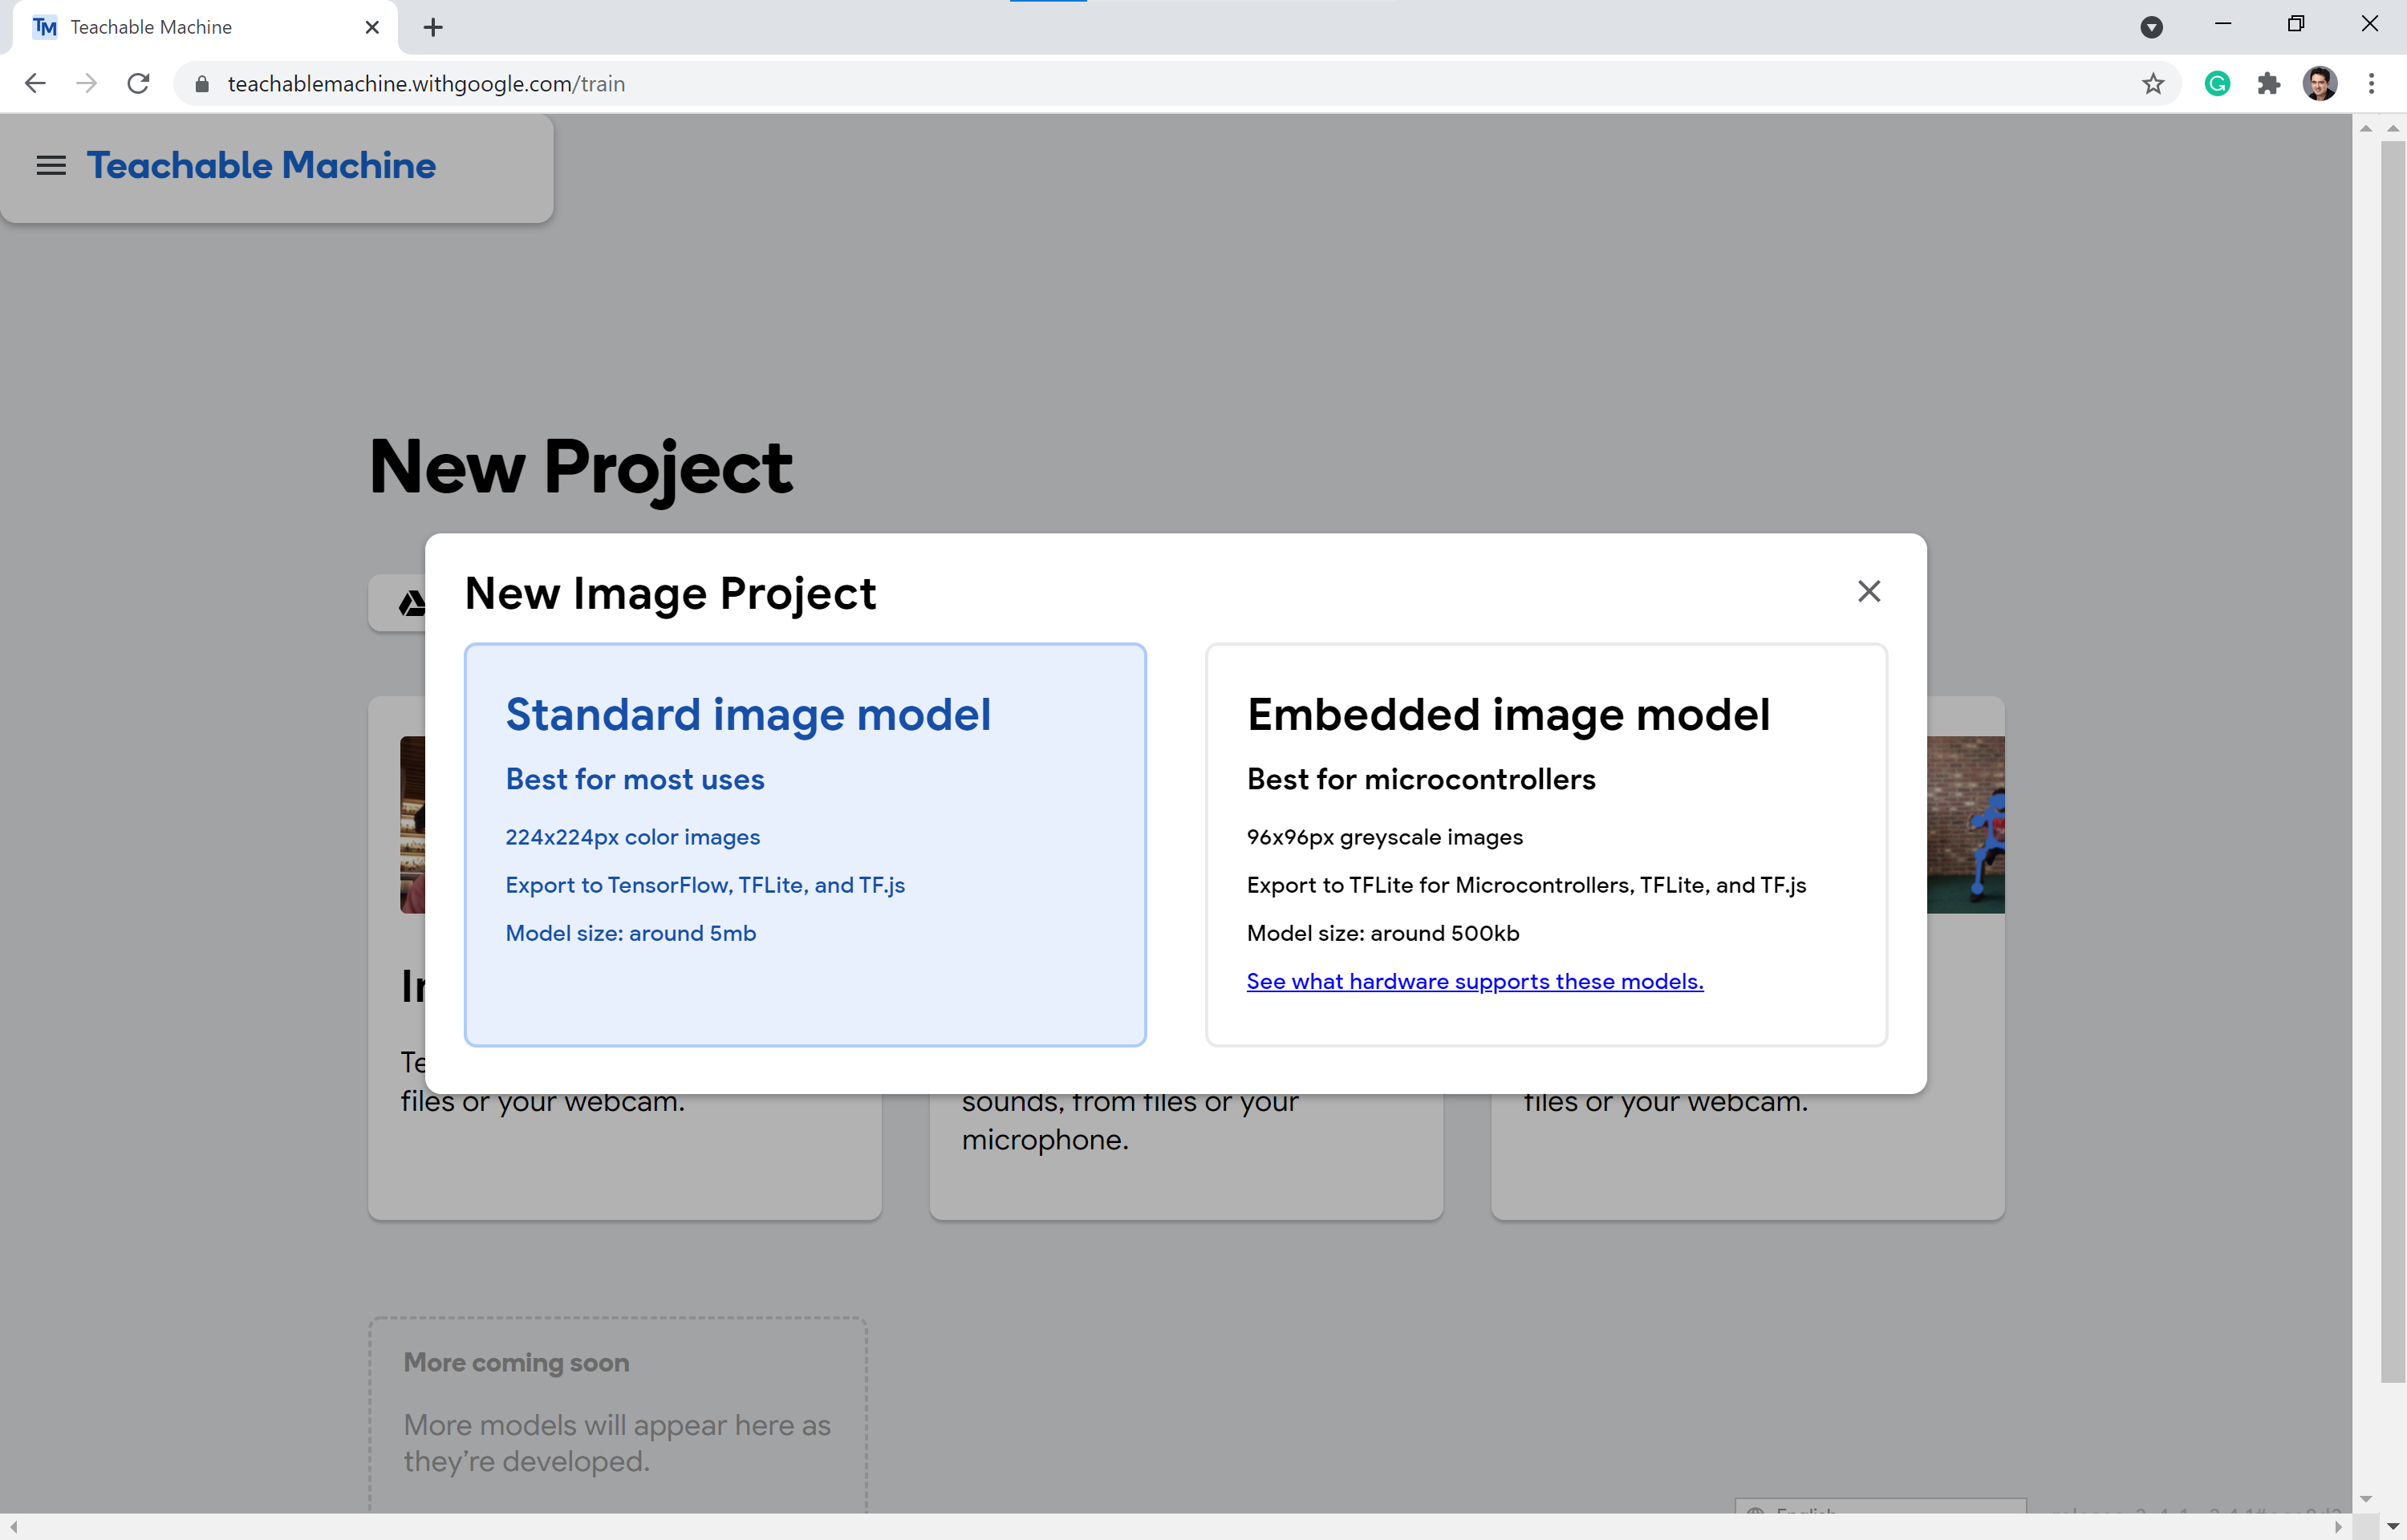 TM Teachable Machine
teachablemachine.withgoogle.com/train
Teachable Machine
New Project
New Image Project
Standard image model
Best for most uses
224x224px color images
Export to TensorFlow, TFLite, and TF.js
Model size: around 5mb
Embedded image model
Best for microcontrollers
96x96px greyscale images
Export to TFLite for Microcontrollers, TFLite, and TF.js
Model size: around 500kb
See what hardware supports these models.
files or your webcam.
sounds, from files or your
microphone.
files or your webcam.
More coming soon
More models will appear here as
they’re developed.
English